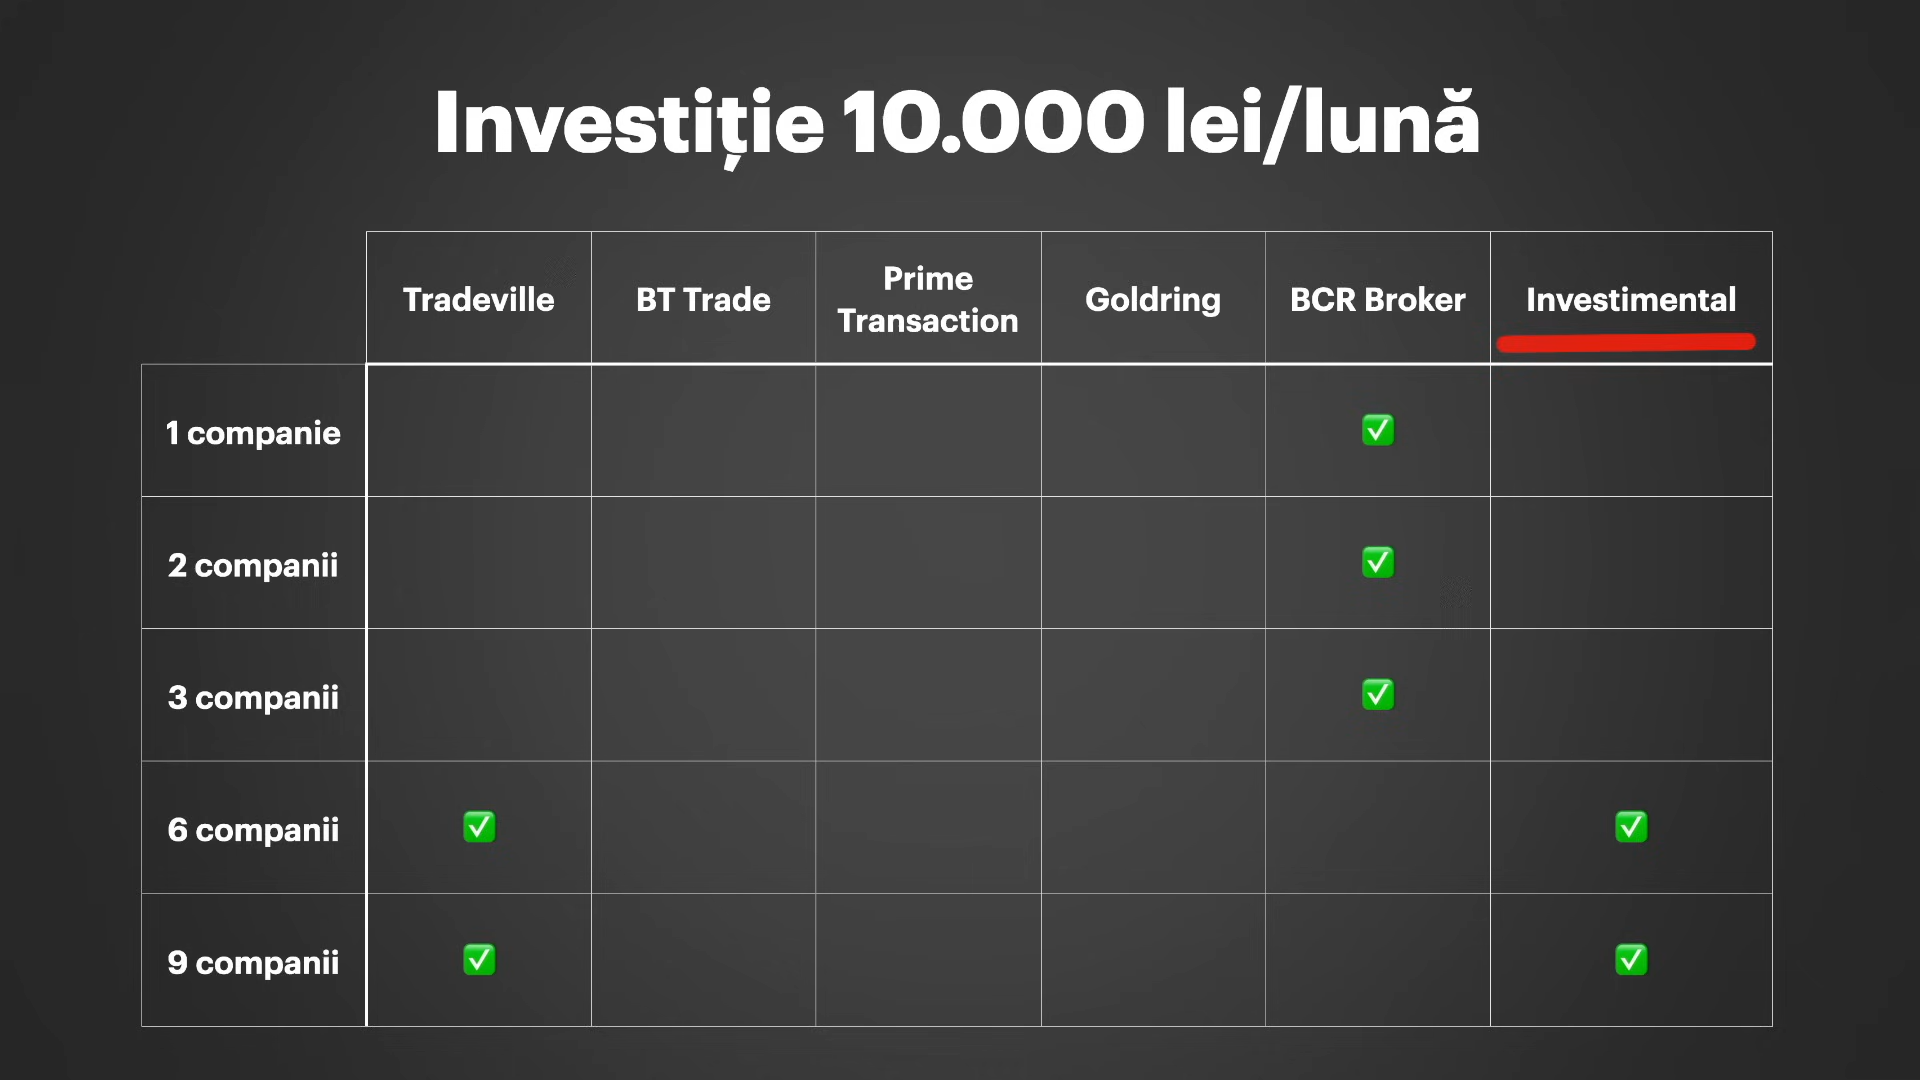 Investiție 10.000 lei/lună
Tradeville
BT Trade
Prime
Transaction
Goldring
BCR Broker
Investimental
1 companie
2 companii
3 companii
6 companii
9 companii